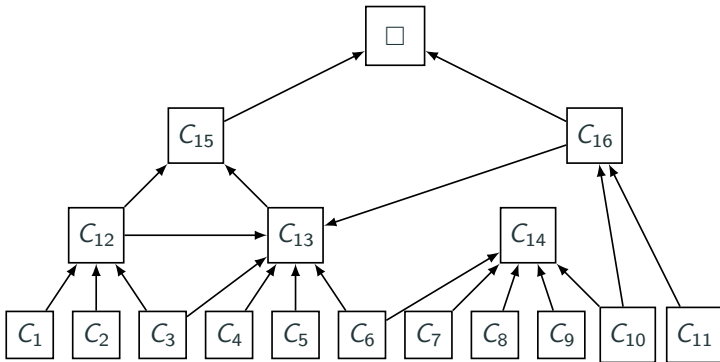 □
C₁₅ C₁₆
C₁₂ C₁₃ C₁₄
C₁ C₂ C₃ C₄ C₅ C₆ C₇ C₈ C₉ C₁₀ C₁₁